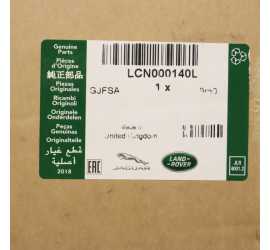 Genuine
Parts
Pièces
d'Origine
純正部品
Piezas
Originales
Ricambi
Originali
Originele
Onderdelen
Peças
Genuínas
Originalteile
قطع غيار
أصلية
2018
LCN000140L
GJFSA
1 x
United Kingdom
EAC
JAGUAR
LAND-
ROVER